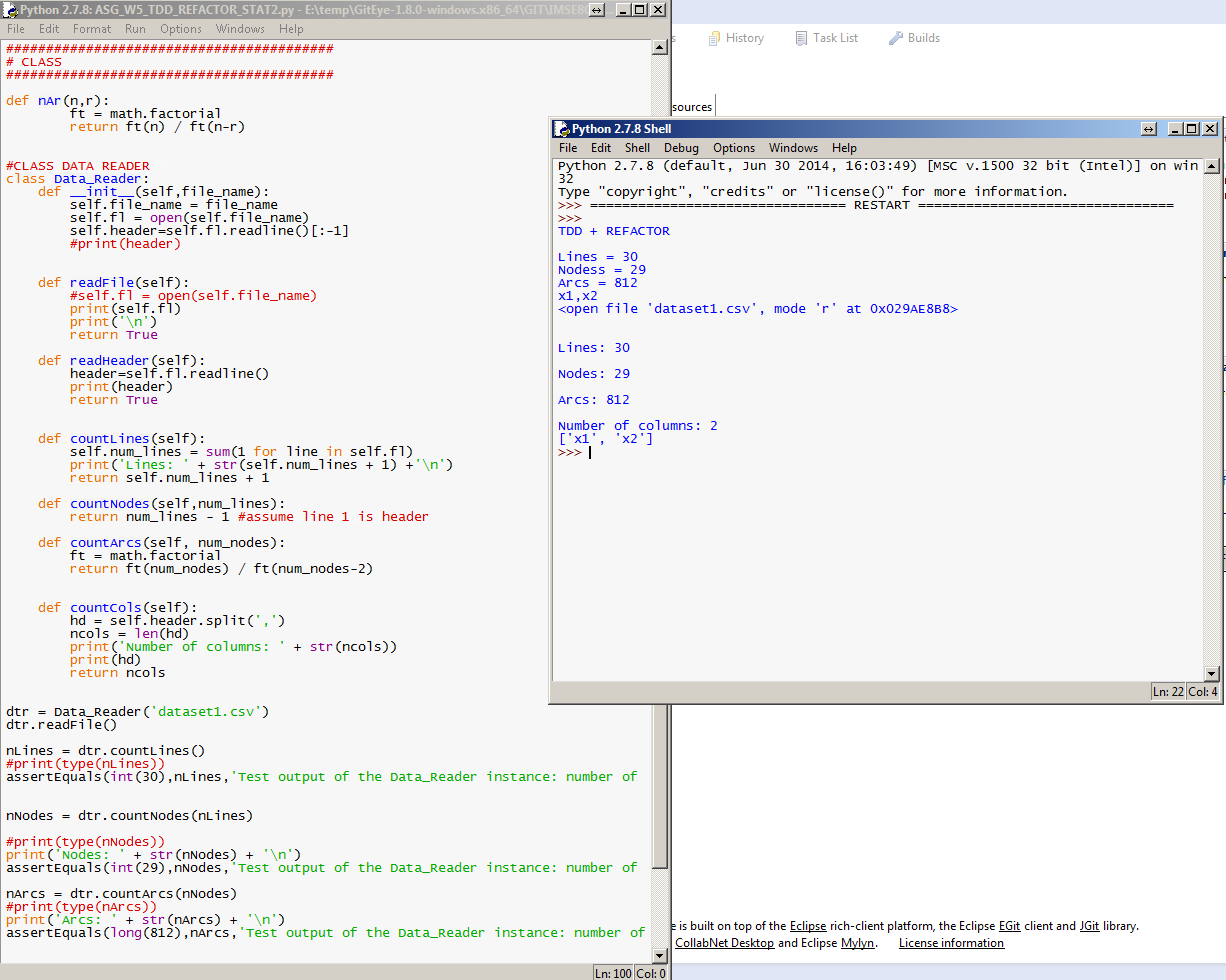 Python 2.7.8: ASG_W5_TDD_REFACTOR_STAT2.py - E:\temp\GitEye-1.8.0-windows.x86_64\GIT\IMSE8
File Edit Format Run Options Windows Help
#########################################
# CLASS
#########################################
def nAr(n,r):
ft = math.factorial
return ft(n) / ft(n-r)
#CLASS DATA READER
class Data_Reader:
def __init__(self,file_name):
self.file_name = file_name
self.fl = open(self.file_name)
self.header=self.fl.readline()[:-1]
#print(header)
def readFile(self):
#self.fl = open(self.file_name)
print(self.fl)
print('\n')
return True
def readHeader(self):
header=self.fl.readline()
print(header)
return True
def countLines(self):
self.num_lines = sum(1 for line in self.fl)
print('Lines: ' + str(self.num_lines + 1) +'\n')
return self.num_lines + 1
def countNodes(self,num_lines):
return num_lines - 1 #assume line 1 is header
def countArcs(self, num_nodes):
ft = math.factorial
return ft(num_nodes) / ft(num_nodes-2)
def countCols(self):
hd = self.header.split(',')
ncols = len(hd)
print('Number of columns: ' + str(ncols))
print(hd)
return ncols
dtr = Data_Reader('dataset1.csv')
dtr.readFile()
nLines = dtr.countLines()
#print(type(nLines))
assertEquals(int(30),nLines,'Test output of the Data_Reader instance: number of
nNodes = dtr.countNodes(nLines)
#print(type(nNodes))
print('Nodes: ' + str(nNodes) + '\n')
assertEquals(int(29),nNodes,'Test output of the Data_Reader instance: number of
nArcs = dtr.countArcs(nNodes)
#print(type(nArcs))
print('Arcs: ' + str(nArcs) + '\n')
assertEquals(long(812),nArcs,'Test output of the Data_Reader instance: number of
Ln: 100 Col: 0
s History Task List Builds
sources
Python 2.7.8 Shell
File Edit Shell Debug Options Windows Help
Python 2.7.8 (default, Jun 30 2014, 16:03:49) [MSC v.1500 32 bit (Intel)] on win
32
Type "copyright", "credits" or "license()" for more information.
>>> ================================ RESTART ================================
>>>
TDD + REFACTOR
Lines = 30
Nodess = 29
Arcs = 812
x1,x2
<open file 'dataset1.csv', mode 'r' at 0x029AE8B8>
Lines: 30
Nodes: 29
Arcs: 812
Number of columns: 2
['x1', 'x2']
>>>
Ln: 22 Col: 4
e is built on top of the Eclipse rich-client platform, the Eclipse EGit client and JGit library.
CollabNet Desktop and Eclipse Mylyn. License information